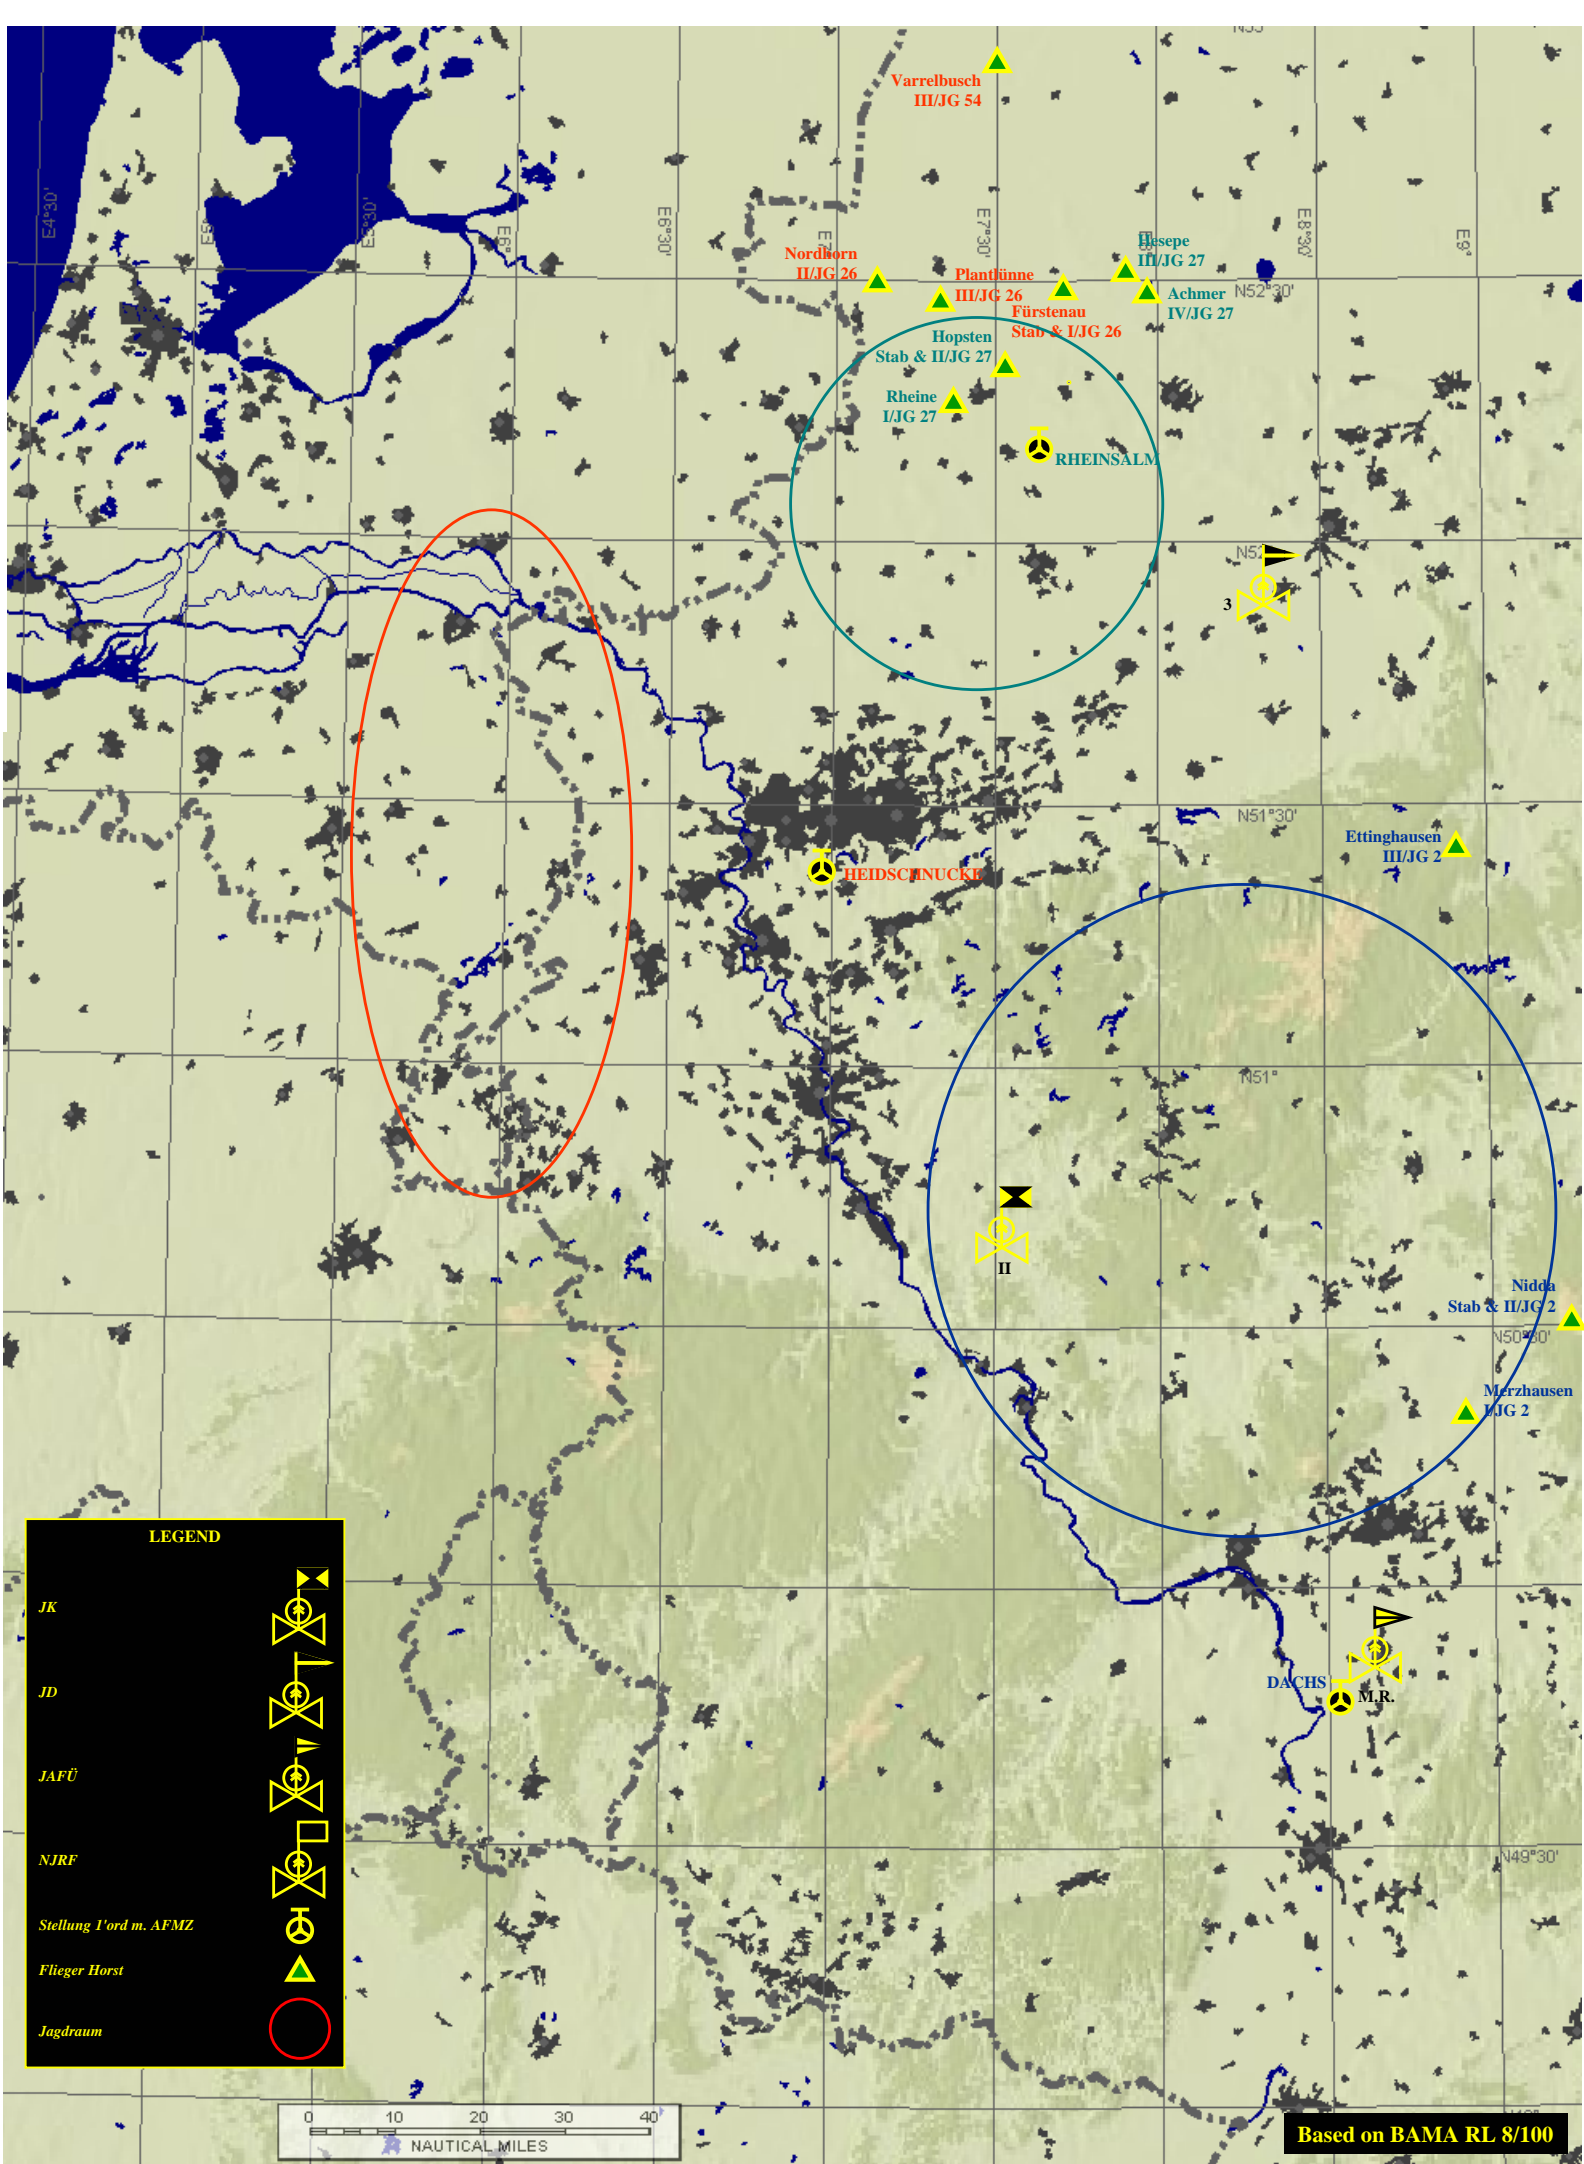 N53
Varrelbusch
III/JG 54
E4°30'
E5°
E5°30'
E6°
E6°30'
E7°
E7°30'
E8°30'
E9°
Nordhorn
II/JG 26
Plantlünne
III/JG 26
Hesepe
III/JG 27
N52°30'
Achmer
IV/JG 27
Fürstenau
Stab & I/JG 26
Hopsten
Stab & II/JG 27
Rheine
I/JG 27
RHEINSALM
N52
3
N51°30'
Ettinghausen
III/JG 2
HEIDSCHNUCKE
N51°
II
Nidda
Stab & II/JG 2
N50°30'
Merzhausen
I/JG 2
DACHS
M.R.
N49°30'
LEGEND
JK
JD
JAFÜ
NJRF
Stellung 1'ord m. AFMZ
Flieger Horst
Jagdraum
0 10 20 30 40
NAUTICAL MILES
Based on BAMA RL 8/100